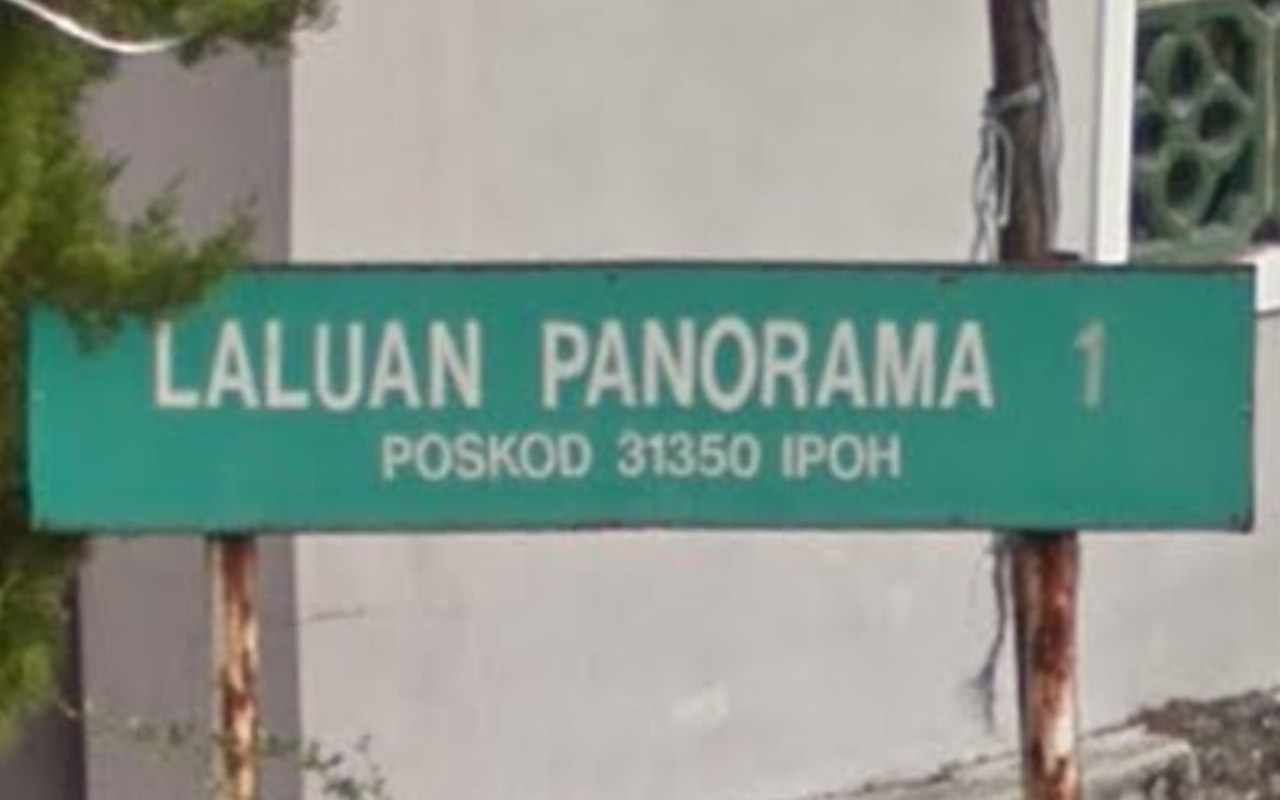 LALUAN PANORAMA 1
POSKOD 31350 IPOH